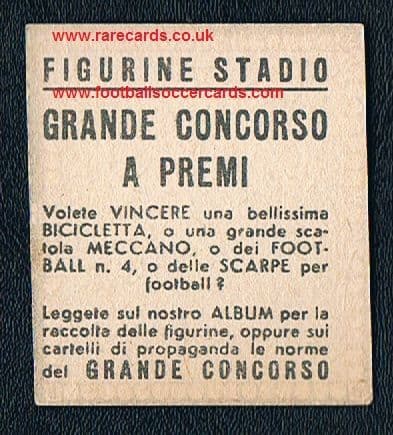 www.rarecards.co.uk
FIGURINE STADIO
www.footballsoccercards.com
GRANDE CONCORSO
A PREMI
Volete VINCERE una bellissima
BICICLETTA, o una grande sca-
tola MECCANO, o dei FOOT-
BALL n. 4, o delle SCARPE per
football ?
Leggete sul nostro ALBUM per la
raccolta delle figurine, oppure sui
cartelli di propaganda le norme
del GRANDE CONCORSO